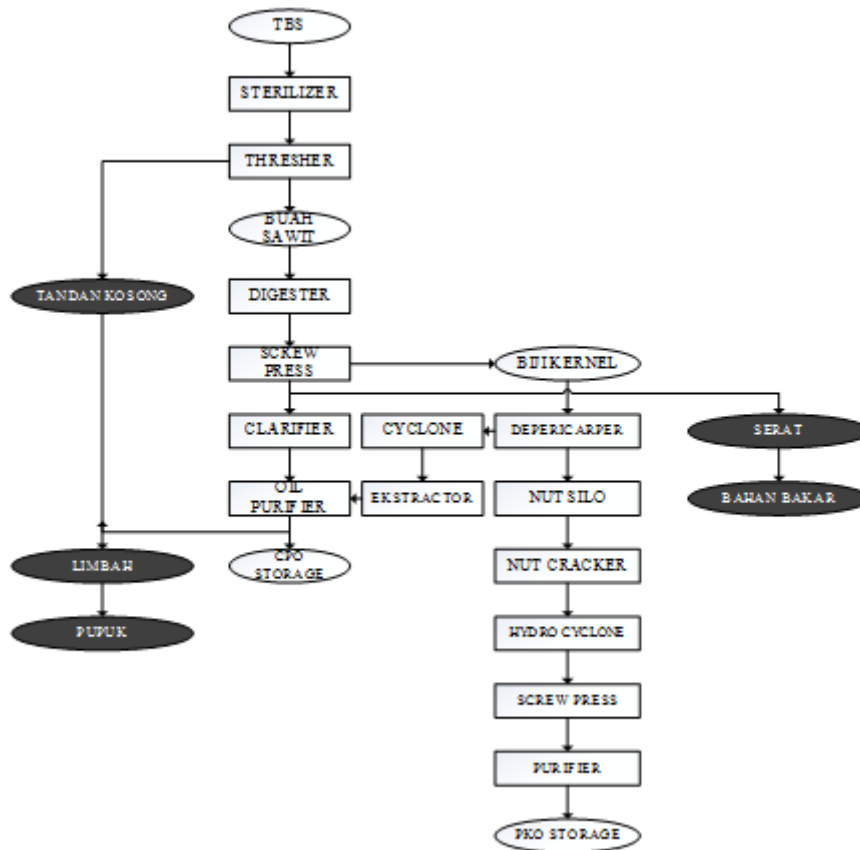 TBS
STERILIZER
THRESHER
BUAH
SAWIT
TANDAN KOSONG
DIGESTER
SCREW
PRESS
BIJI KERNEL
CLARIFIER
CYCLONE
DEPERICARPER
SERAT
OIL
PURIFIER
EKSTRACTOR
NUT SILO
BAHAN BAKAR
LIMBAH
CPO
STORAGE
NUT CRACKER
PUPUK
HYDRO CYCLONE
SCREW PRESS
PURIFIER
PKO STORAGE